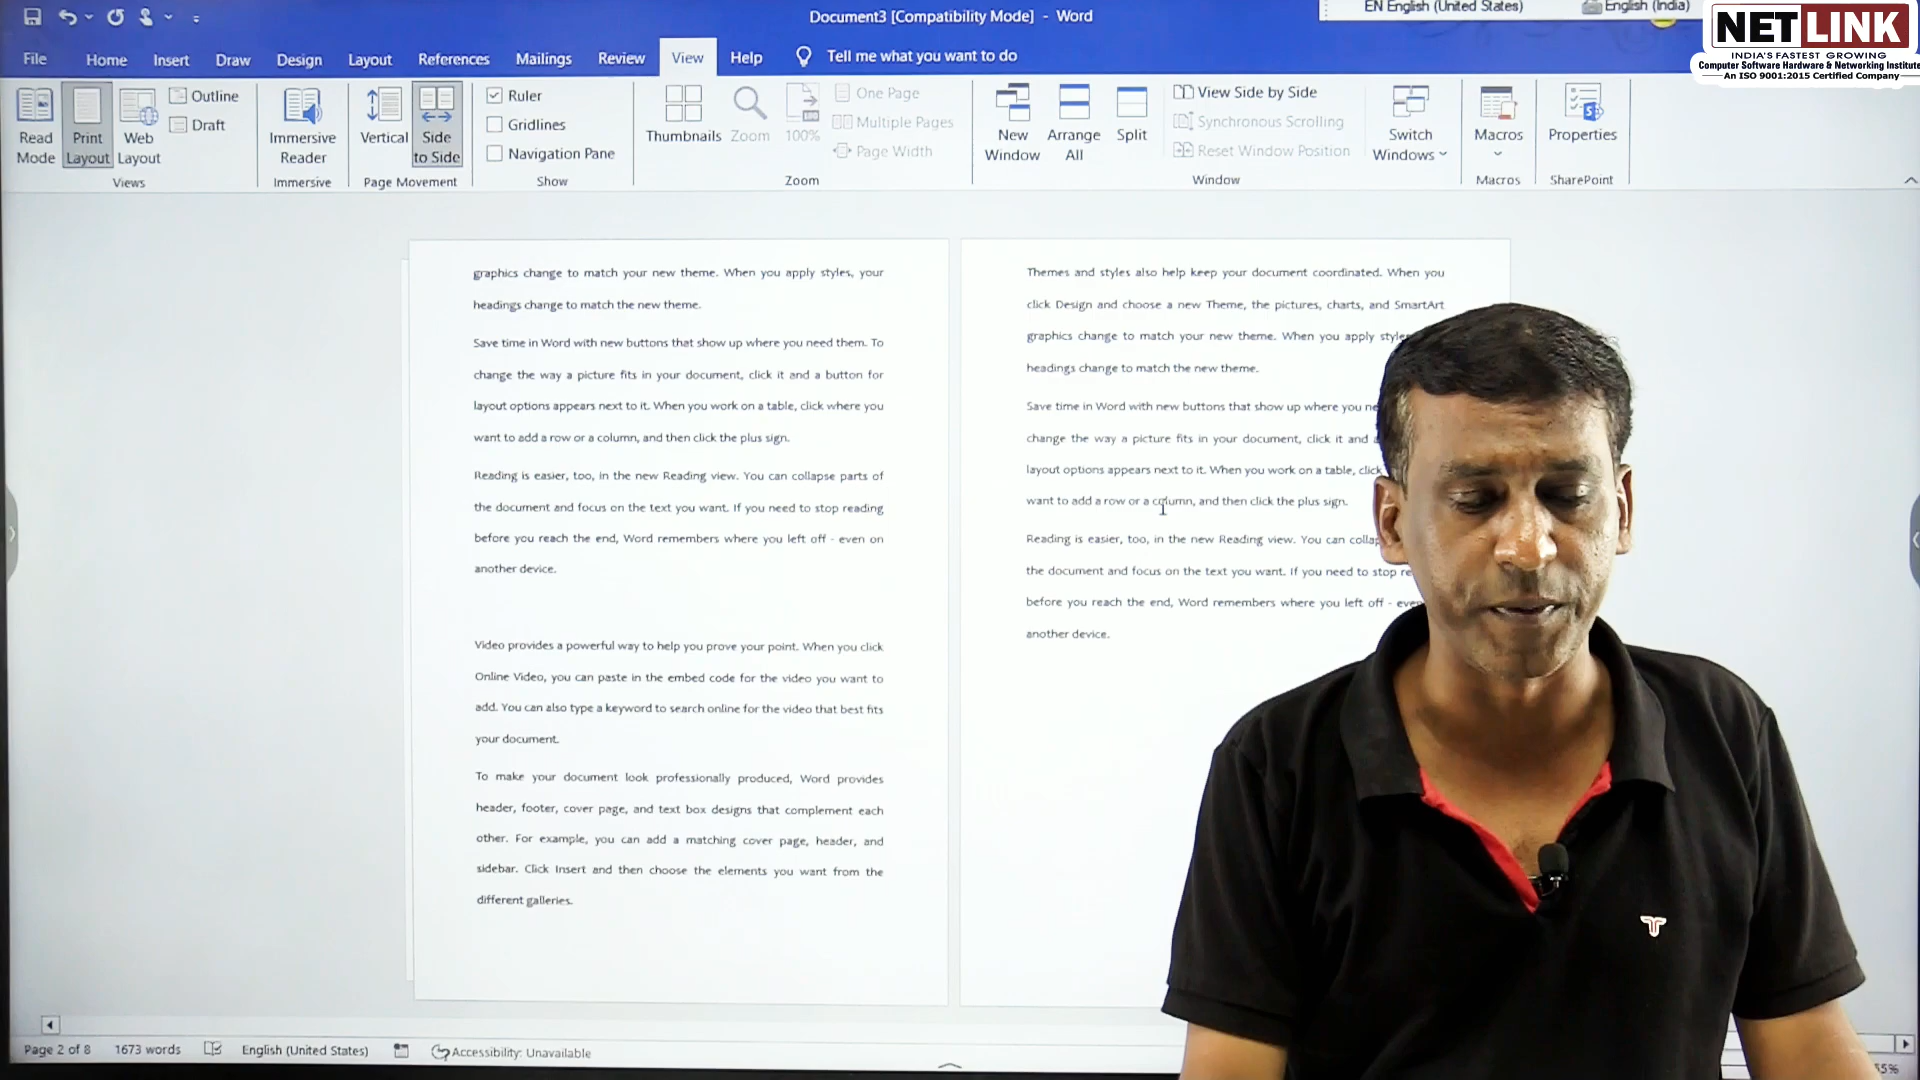 Document3 [Compatibility Mode] - Word
EN English (United States)
English (India)
NETLINK
INDIA'S FASTEST GROWING
Computer Software Hardware & Networking Institute
An ISO 9001:2015 Certified Company
File Home Insert Draw Design Layout References Mailings Review View Help Tell me what you want to do
Read Mode
Print Layout
Web Layout
Outline
Draft
Views
Immersive Reader
Immersive
Vertical
Side to Side
Page Movement
Ruler
Gridlines
Navigation Pane
Show
Thumbnails
Zoom
100%
One Page
Multiple Pages
Page Width
Zoom
New Window
Arrange All
Split
View Side by Side
Synchronous Scrolling
Reset Window Position
Switch Windows
Window
Macros
Macros
Properties
SharePoint
graphics change to match your new theme. When you apply styles, your
headings change to match the new theme.
Save time in Word with new buttons that show up where you need them. To
change the way a picture fits in your document, click it and a button for
layout options appears next to it. When you work on a table, click where you
want to add a row or a column, and then click the plus sign.
Reading is easier, too, in the new Reading view. You can collapse parts of
the document and focus on the text you want. If you need to stop reading
before you reach the end, Word remembers where you left off - even on
another device.
Video provides a powerful way to help you prove your point. When you click
Online Video, you can paste in the embed code for the video you want to
add. You can also type a keyword to search online for the video that best fits
your document.
To make your document look professionally produced, Word provides
header, footer, cover page, and text box designs that complement each
other. For example, you can add a matching cover page, header, and
sidebar. Click Insert and then choose the elements you want from the
different galleries.
Themes and styles also help keep your document coordinated. When you
click Design and choose a new Theme, the pictures, charts, and SmartArt
graphics change to match your new theme. When you apply
headings change to match the new theme.
Save time in Word with new buttons that show up where you
change the way a picture fits in your document, click it and
layout options appears next to it. When you work on a table, click
want to add a row or a column, and then click the plus sign.
Reading is easier, too, in the new Reading view. You can
the document and focus on the text you want. If you need to stop
before you reach the end, Word remembers where you left off -
another device.
Page 2 of 8 1673 words English (United States) Accessibility: Unavailable